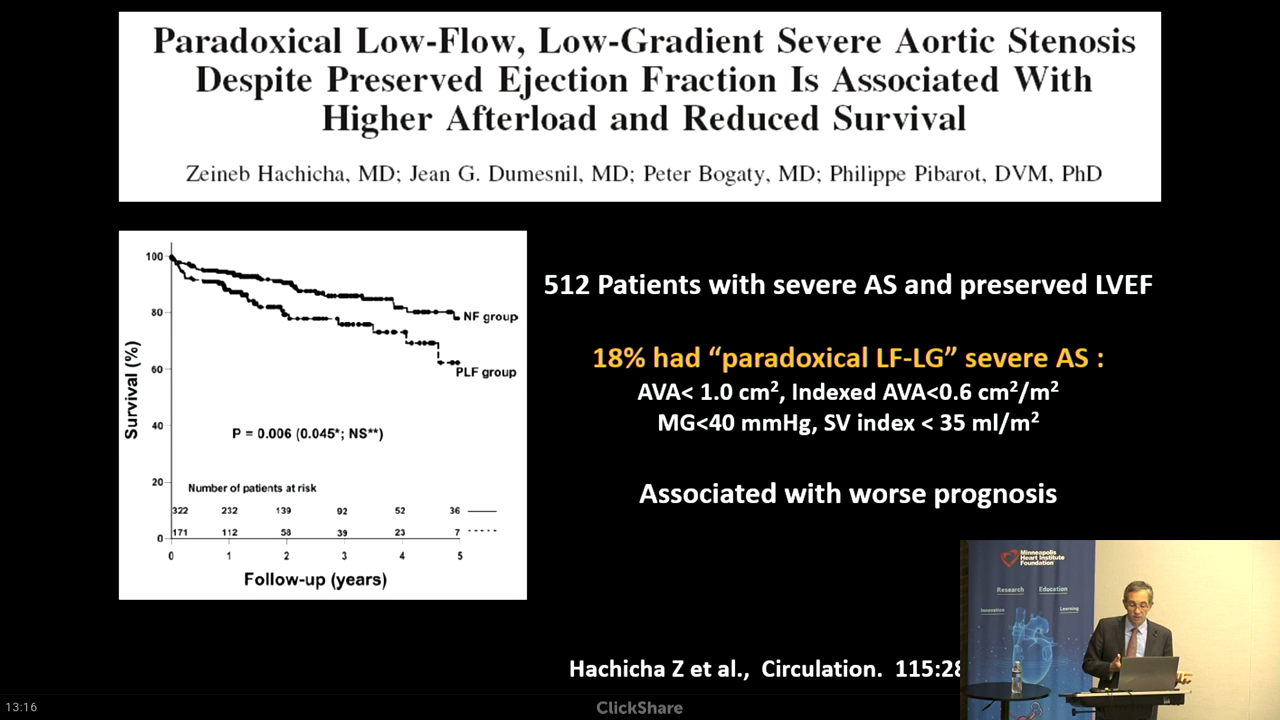 Paradoxical Low-Flow, Low-Gradient Severe Aortic Stenosis
Despite Preserved Ejection Fraction Is Associated With
Higher Afterload and Reduced Survival
Zeineb Hachicha, MD; Jean G. Dumesnil, MD; Peter Bogaty, MD; Philippe Pibarot, DVM, PhD
100
80
60
40
20
0
Survival (%)
NF group
PLF group
P = 0.006 (0.045*; NS**)
Number of patients at risk
322 232 139 92 52 36
171 112 58 39 23 7
0 1 2 3 4 5
Follow-up (years)
512 Patients with severe AS and preserved LVEF
18% had “paradoxical LF-LG” severe AS :
AVA< 1.0 cm², Indexed AVA<0.6 cm²/m²
MG<40 mmHg, SV index < 35 ml/m²
Associated with worse prognosis
Hachicha Z et al., Circulation. 115:28
Minneapolis
Heart Institute
Foundation
Research Education
Innovation Learning
13:16
ClickShare